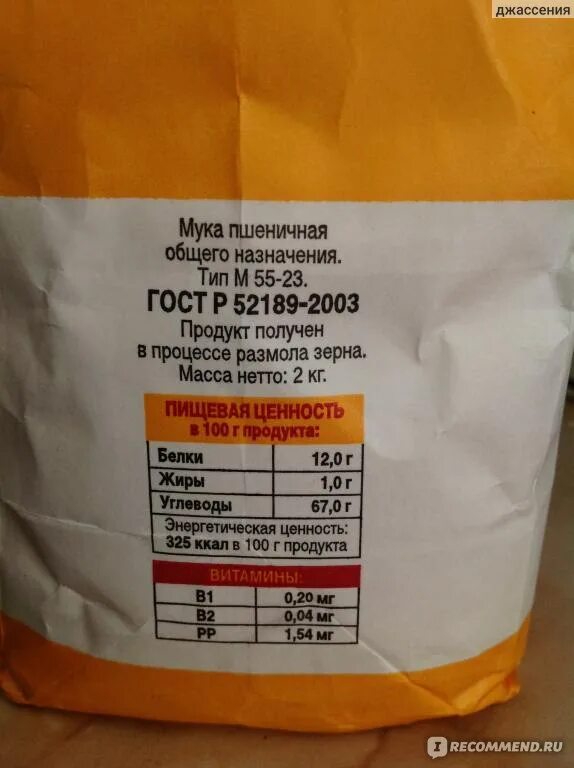 джассения
Мука пшеничная
общего назначения.
Тип М 55-23.
ГОСТ Р 52189-2003
Продукт получен
в процессе размола зерна.
Масса нетто: 2 кг.
ПИЩЕВАЯ ЦЕННОСТЬ
в 100 г продукта:
Белки 12,0 г
Жиры 1,0 г
Углеводы 67,0 г
Энергетическая ценность:
325 ккал в 100 г продукта
ВИТАМИНЫ:
B1 0,20 мг
B2 0,04 мг
PP 1,54 мг
I RECOMMEND.RU